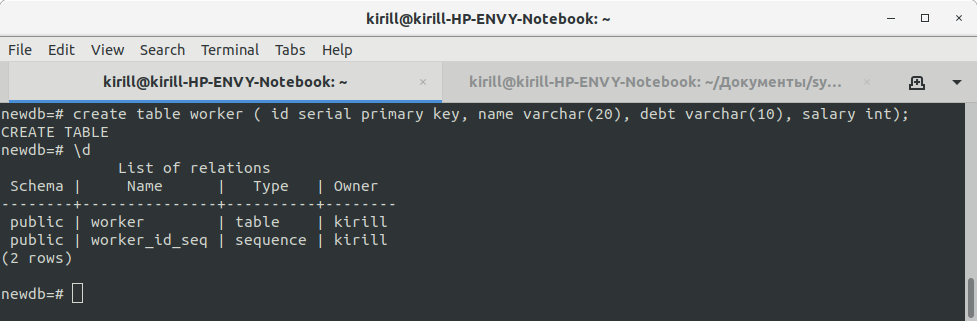 kirill@kirill-HP-ENVY-Notebook: ~
File Edit View Search Terminal Tabs Help
kirill@kirill-HP-ENVY-Notebook: ~ × kirill@kirill-HP-ENVY-Notebook: ~/Документы/sy... ×
newdb=# create table worker ( id serial primary key, name varchar(20), debt varchar(10), salary int);
CREATE TABLE
newdb=# \d
             List of relations
 Schema |     Name      |   Type   | Owner
--------+---------------+----------+--------
 public | worker        | table    | kirill
 public | worker_id_seq | sequence | kirill
(2 rows)
newdb=#